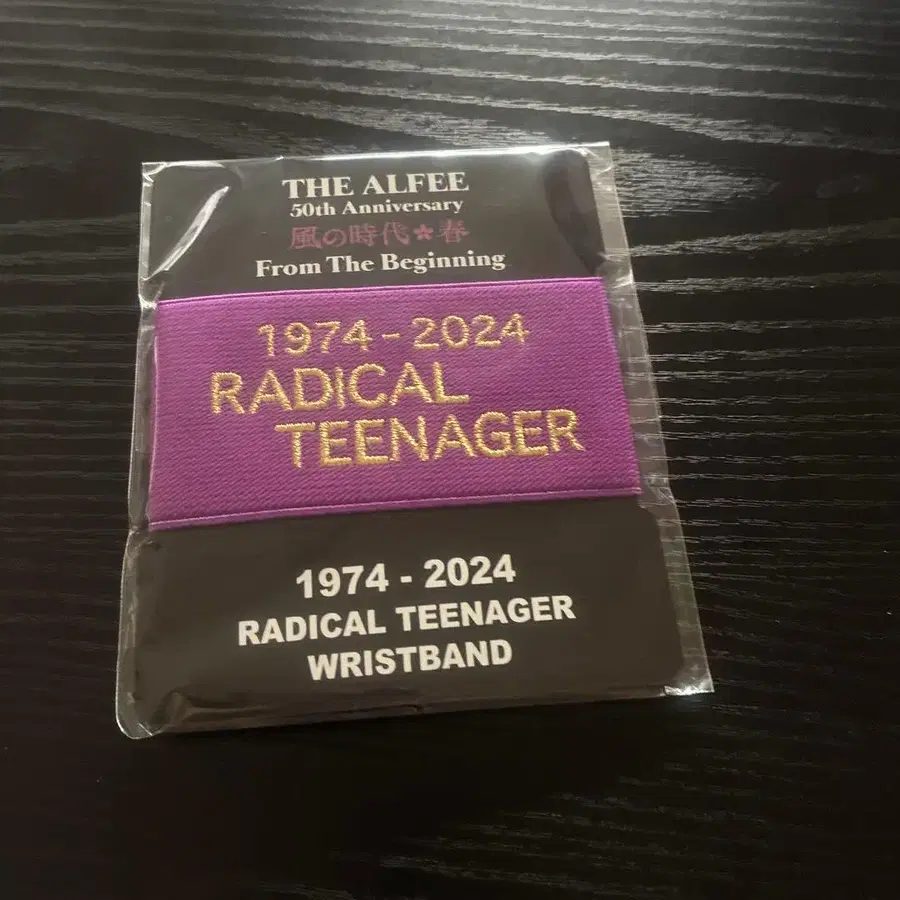 THE ALFEE
50th Anniversary
風の時代✿春
From The Beginning
1974-2024
RADICAL
TEENAGER
1974 - 2024
RADICAL TEENAGER
WRISTBAND